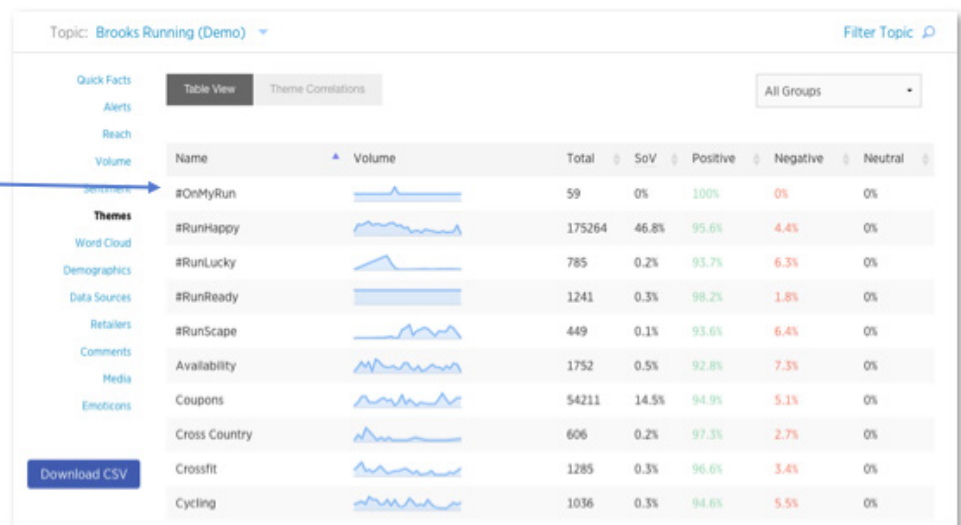 Topic: Brooks Running (Demo)
Filter Topic
Quick Facts
Alerts
Reach
Volume
Sentiment
Themes
Word Cloud
Demographics
Data Sources
Retailers
Comments
Media
Emoticons
Download CSV
Table View Theme Correlations
All Groups
Name Volume Total SoV Positive Negative Neutral
#OnMyRun 59 0% 100% 0% 0%
#RunHappy 175264 46.8% 95.6% 4.4% 0%
#RunLucky 785 0.2% 93.7% 6.3% 0%
#RunReady 1241 0.3% 98.2% 1.8% 0%
#RunScape 449 0.1% 93.6% 6.4% 0%
Availability 1752 0.5% 92.8% 7.3% 0%
Coupons 54211 14.5% 94.9% 5.1% 0%
Cross Country 606 0.2% 97.3% 2.7% 0%
Crossfit 1285 0.3% 96.6% 3.4% 0%
Cycling 1036 0.3% 94.6% 5.5% 0%